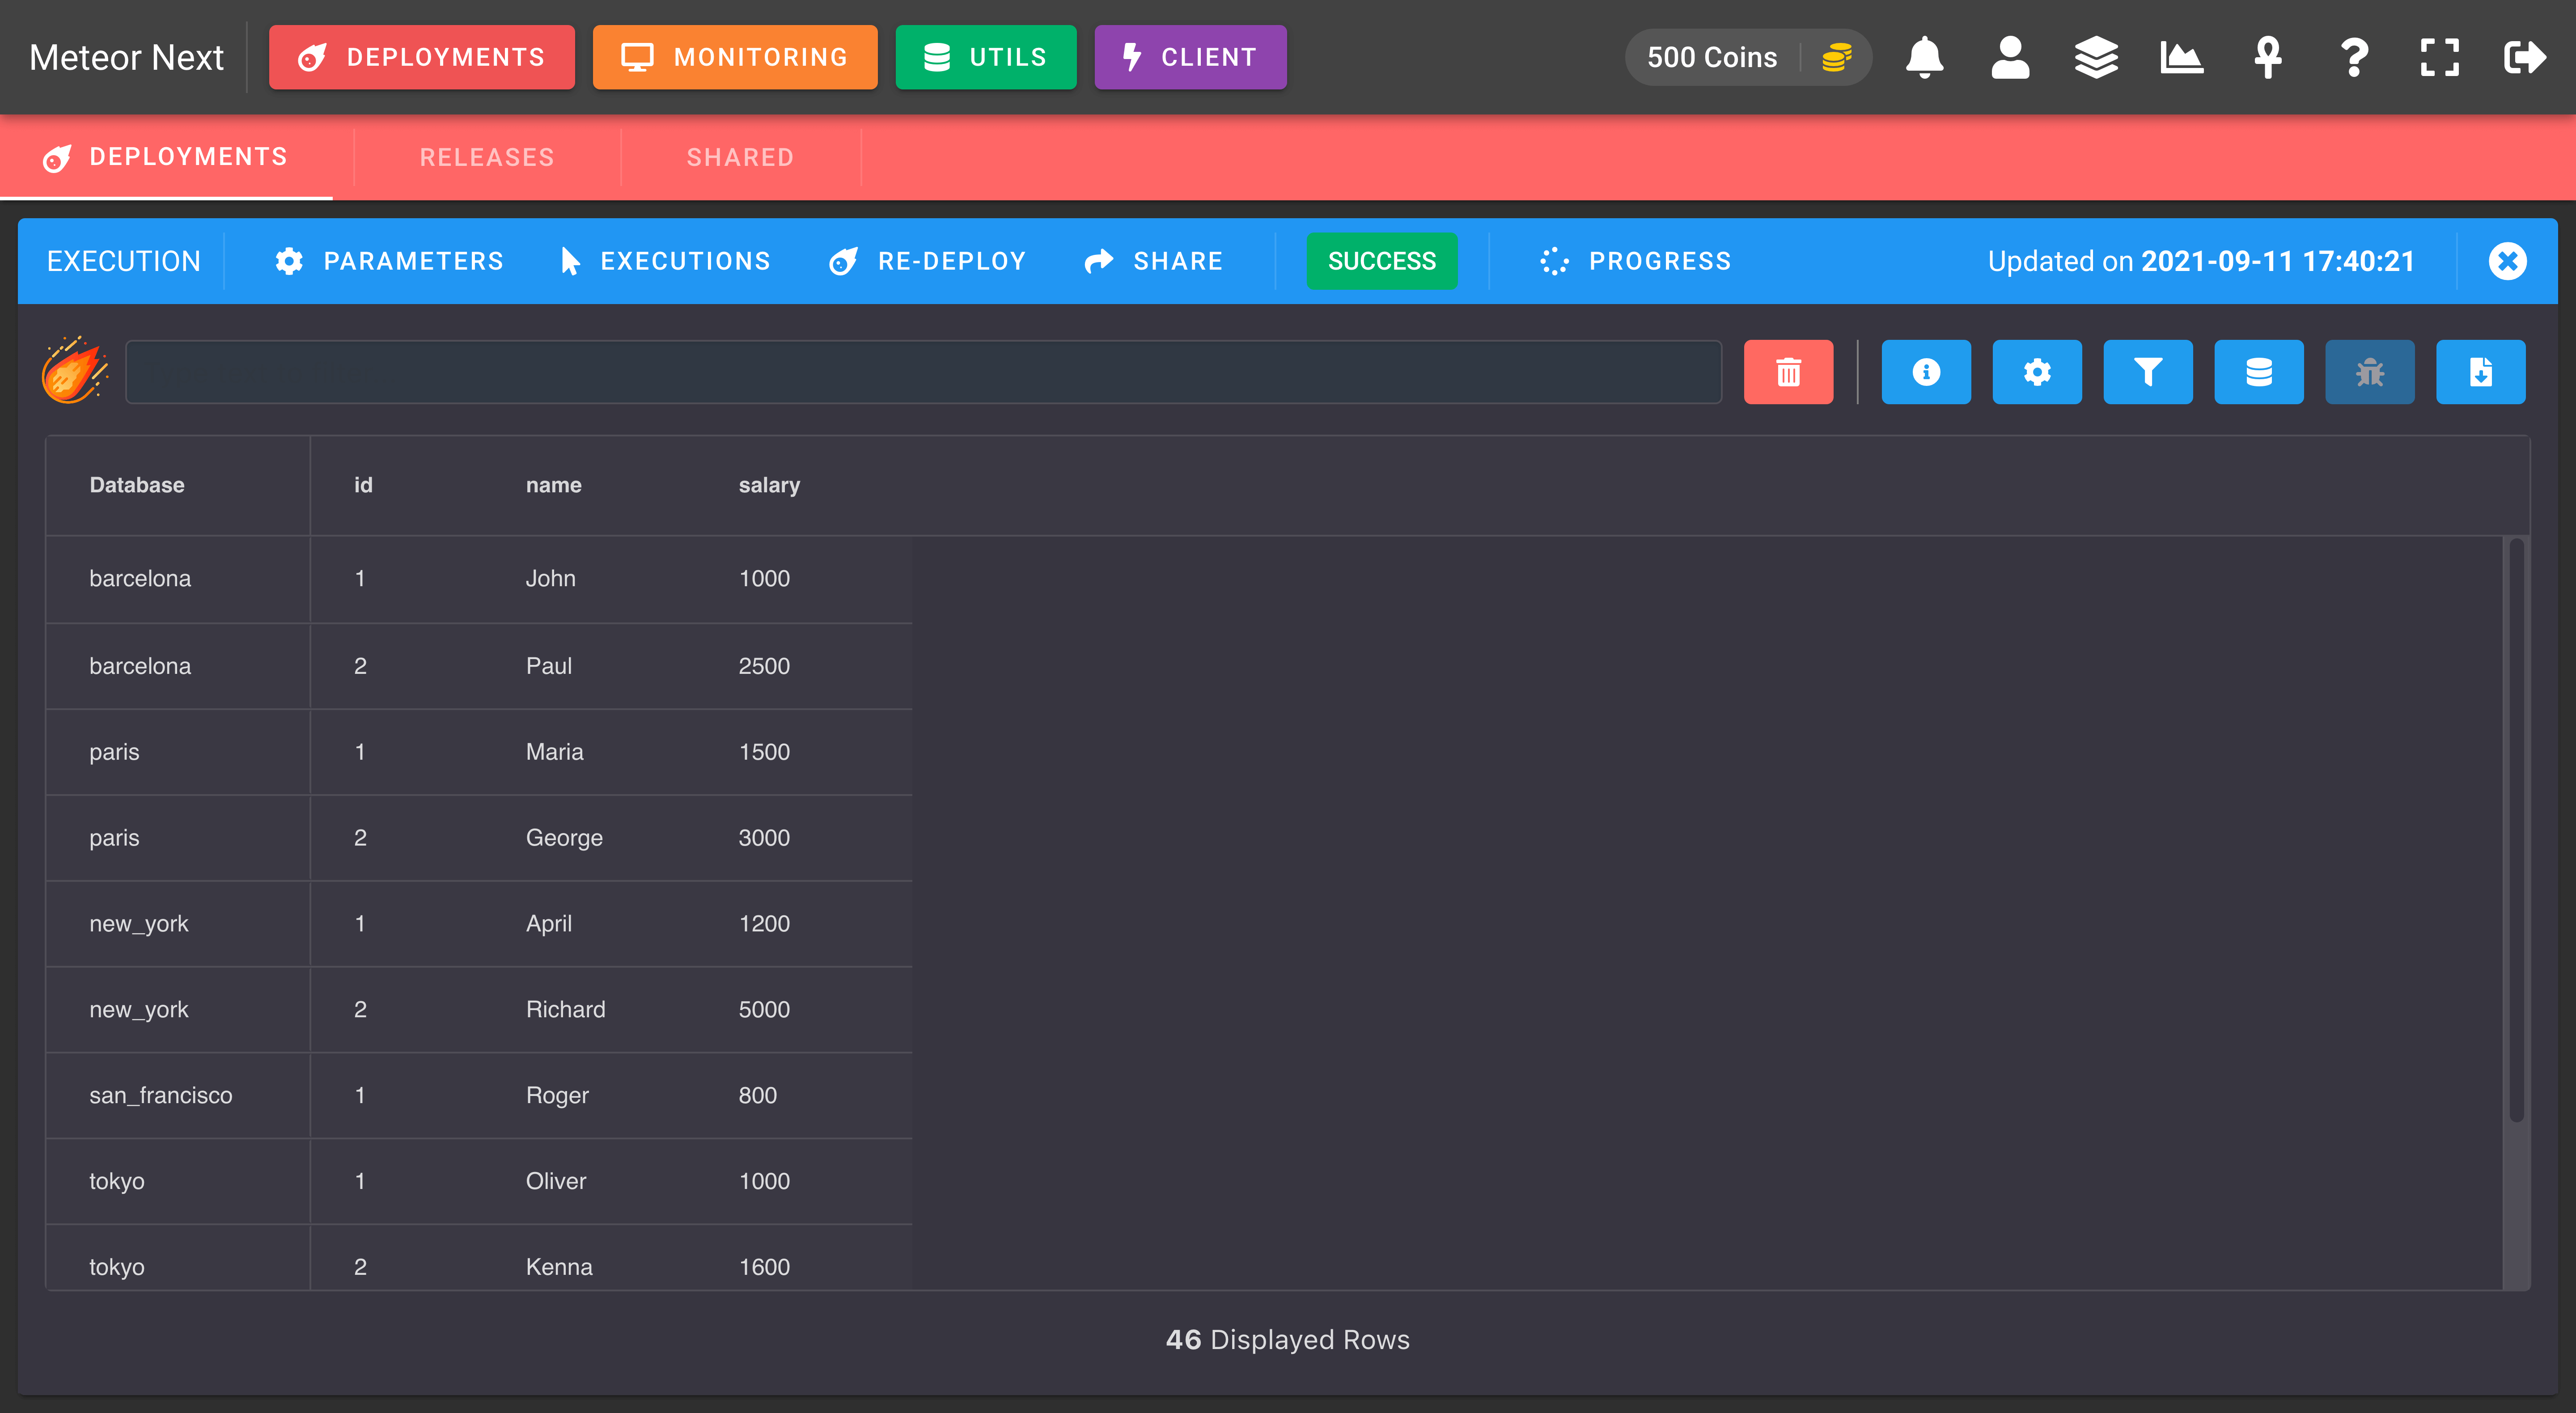 Meteor Next DEPLOYMENTS MONITORING UTILS CLIENT 500 Coins
DEPLOYMENTS RELEASES SHARED
EXECUTION PARAMETERS EXECUTIONS RE-DEPLOY SHARE SUCCESS PROGRESS Updated on 2021-09-11 17:40:21
Database id name salary
barcelona 1 John 1000
barcelona 2 Paul 2500
paris 1 Maria 1500
paris 2 George 3000
new_york 1 April 1200
new_york 2 Richard 5000
san_francisco 1 Roger 800
tokyo 1 Oliver 1000
tokyo 2 Kenna 1600
46 Displayed Rows